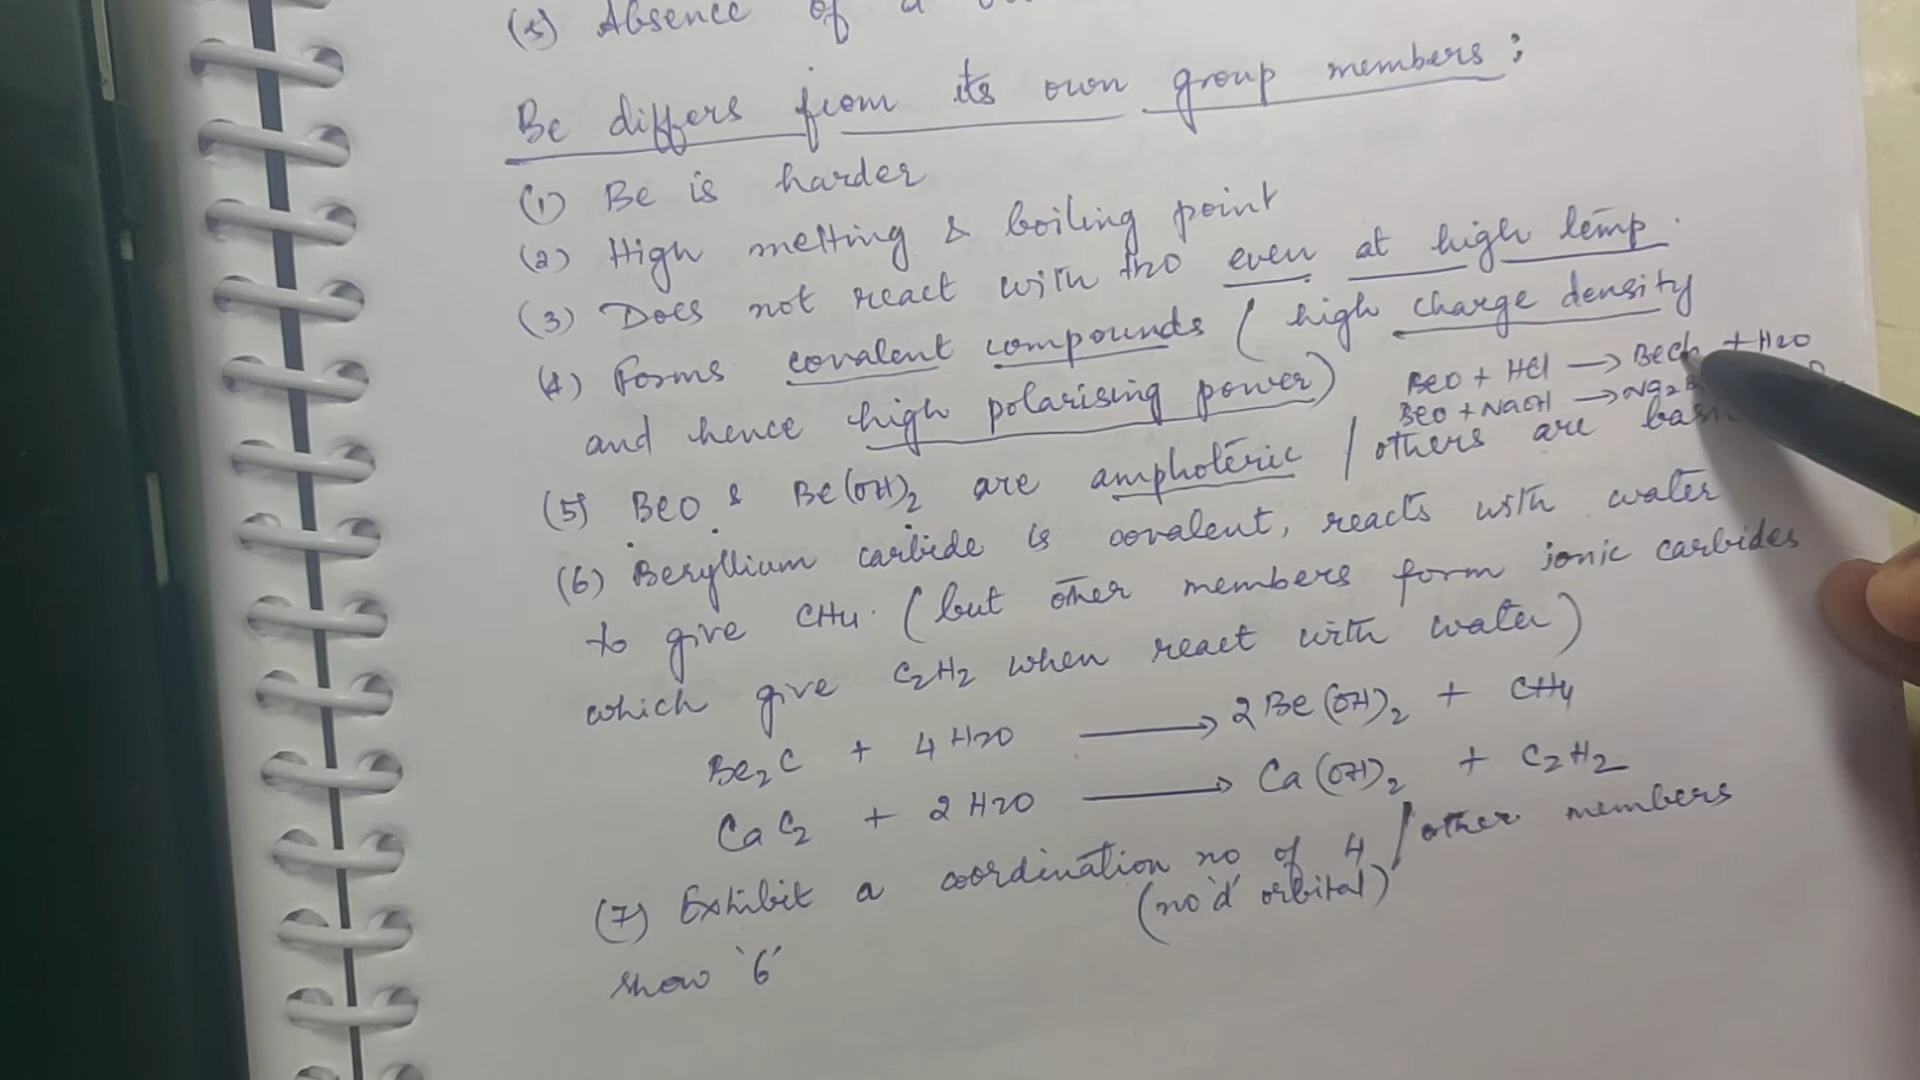 (5) Absence of a
Be differs from its own group members :
(1) Be is harder
(2) High melting & boiling point
(3) Does not react with H2O even at high temp.
(4) Forms covalent compounds ( high charge density
and hence high polarising power)
BeO + HCl → BeCl2 + H2O
BeO + NaOH → Na2B
(5) BeO & Be(OH)2 are amphoteric / others are
(6) Beryllium carbide is covalent, reacts with water
to give CH4. (but other members form ionic carbides
which give C2H2 when react with water)
Be2C + 4H2O → 2Be(OH)2 + CH4
CaC2 + 2H2O → Ca(OH)2 + C2H2
(7) Exhibit a coordination no of 4 / other members
(no 'd' orbital)
show '6'